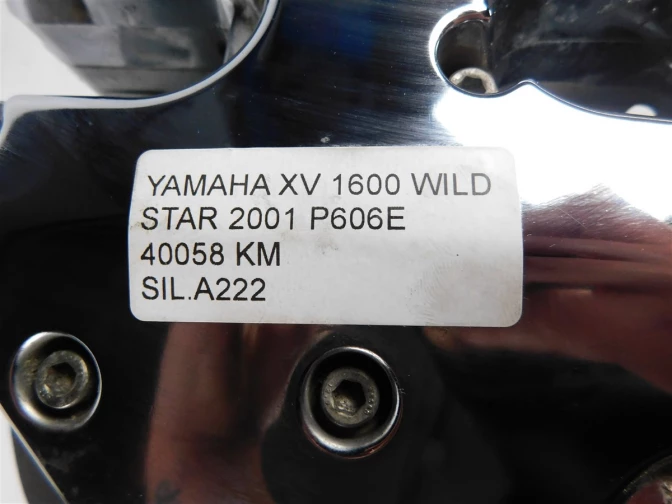 YAMAHA XV 1600 WILD
STAR 2001 P606E
40058 KM
SIL.A222